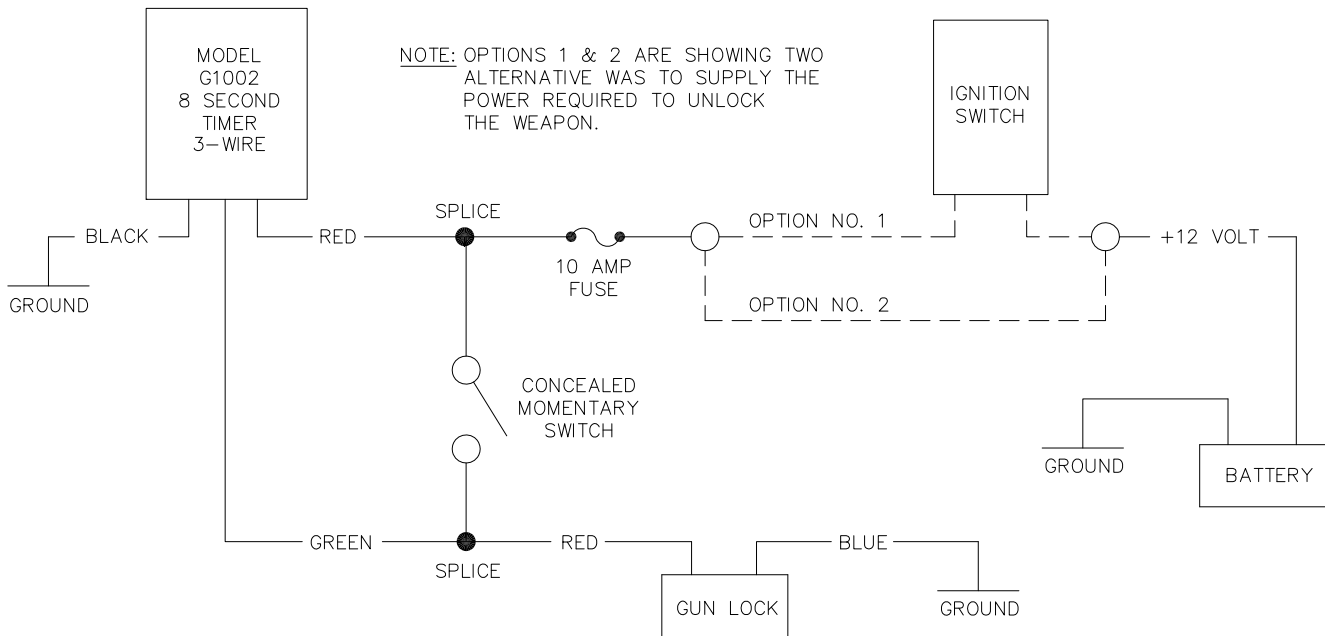 MODEL
G1002
8 SECOND
TIMER
3-WIRE
NOTE: OPTIONS 1 & 2 ARE SHOWING TWO
ALTERNATIVE WAS TO SUPPLY THE
POWER REQUIRED TO UNLOCK
THE WEAPON.
IGNITION
SWITCH
BLACK
GROUND
RED
SPLICE
10 AMP
FUSE
OPTION NO. 1
OPTION NO. 2
+12 VOLT
CONCEALED
MOMENTARY
SWITCH
GROUND
BATTERY
GREEN
SPLICE
RED
GUN LOCK
BLUE
GROUND